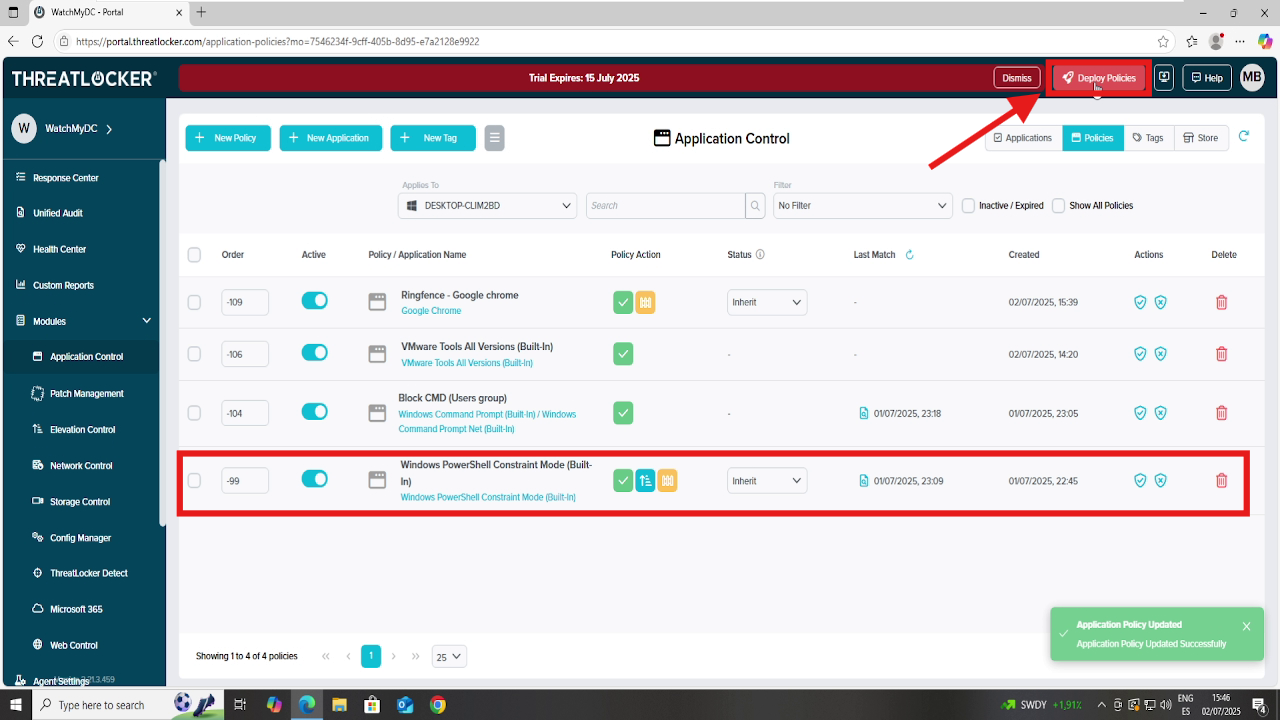 WatchMyDC - Portal
https://portal.threatlocker.com/application-policies?mo=7546234f-9cff-405b-8d95-e7a2128e9922
THREATLOCKER
Trial Expires: 15 July 2025
Dismiss
Deploy Policies
Help
MB
W
WatchMyDC
New Policy
New Application
New Tag
Application Control
Applications
Policies
Tags
Store
Response Center
Unified Audit
Health Center
Custom Reports
Modules
Application Control
Patch Management
Elevation Control
Network Control
Storage Control
Config Manager
ThreatLocker Detect
Microsoft 365
Web Control
Agent Settings
Applies To
DESKTOP-CLIM2BD
Search
Filter
No Filter
Inactive / Expired
Show All Policies
Order
Active
Policy / Application Name
Policy Action
Status
Last Match
Created
Actions
Delete
-109
Ringfence - Google chrome
Google Chrome
Inherit
-
02/07/2025, 15:39
-106
VMware Tools All Versions (Built-In)
VMware Tools All Versions (Built-In)
-
-
02/07/2025, 14:20
-104
Block CMD (Users group)
Windows Command Prompt (Built-In) / Windows
Command Prompt Net (Built-In)
-
01/07/2025, 23:18
01/07/2025, 23:05
-99
Windows PowerShell Constraint Mode (Built-
In)
Windows PowerShell Constraint Mode (Built-In)
Inherit
01/07/2025, 23:09
01/07/2025, 22:45
Showing 1 to 4 of 4 policies
1
25
Application Policy Updated
Application Policy Updated Successfully
Type here to search
SWDY +1,91%
ENG
ES
15:46
02/07/2025